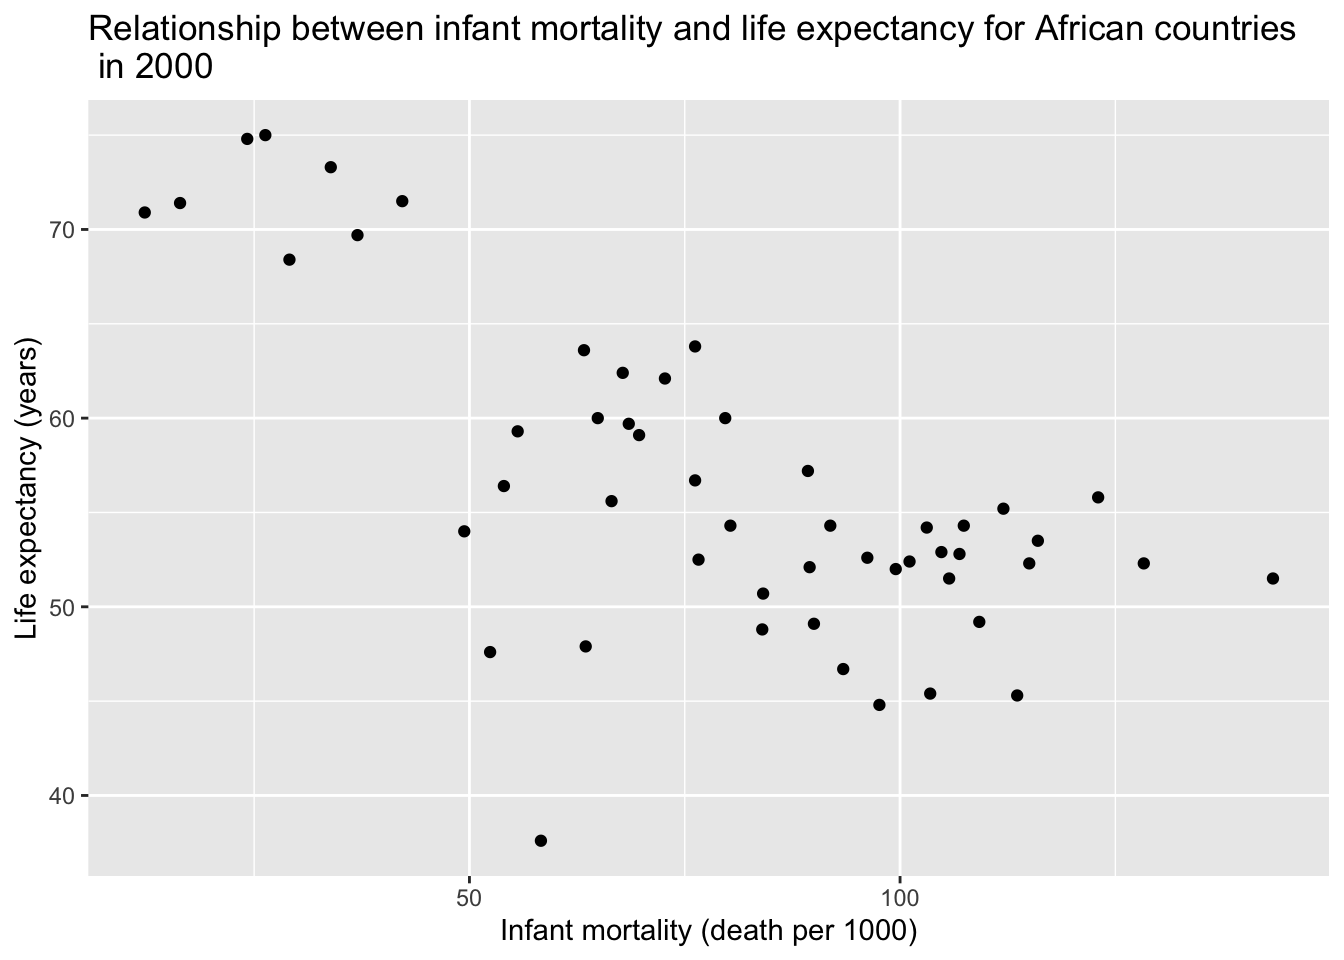 Relationship between infant mortality and life expectancy for African countries
in 2000
70
60
50
40
Life expectancy (years)
50
100
Infant mortality (death per 1000)